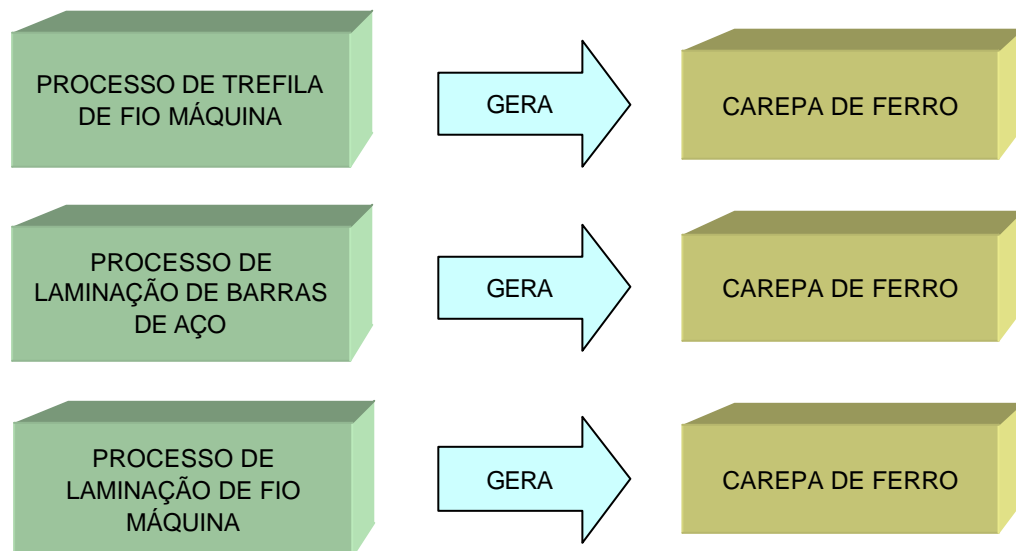 PROCESSO DE TREFILA
DE FIO MÁQUINA
GERA
CAREPA DE FERRO
PROCESSO DE
LAMINAÇÃO DE BARRAS
DE AÇO
GERA
CAREPA DE FERRO
PROCESSO DE
LAMINAÇÃO DE FIO
MÁQUINA
GERA
CAREPA DE FERRO